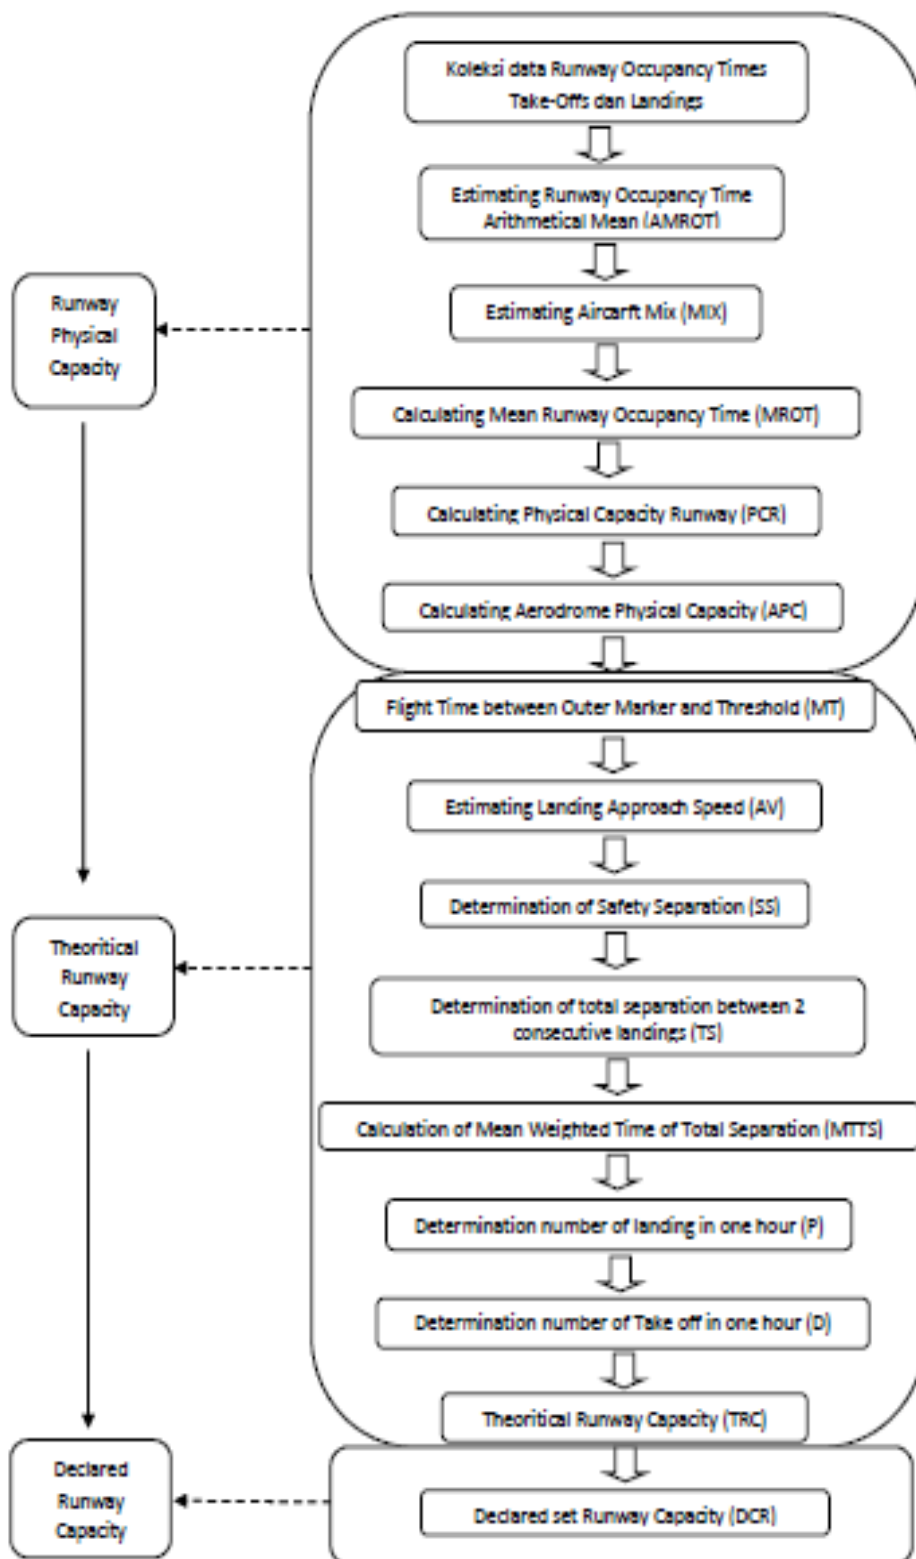 Koleksi data Runway Occupancy Times
Take-Offs dan Landings
Estimating Runway Occupancy Time
Arithmetical Mean (AMROT)
Runway
Physical
Capacity
Estimating Aircarft Mix (MIX)
Calculating Mean Runway Occupancy Time (MROT)
Calculating Physical Capacity Runway (PCR)
Calculating Aerodrome Physical Capacity (APC)
Flight Time between Outer Marker and Threshold (MT)
Estimating Landing Approach Speed (AV)
Determination of Safety Separation (SS)
Theoritical
Runway
Capacity
Determination of total separation between 2
consecutive landings (TS)
Calculation of Mean Weighted Time of Total Separation (MTTS)
Determination number of landing in one hour (P)
Determination number of Take off in one hour (D)
Theoritical Runway Capacity (TRC)
Declared
Runway
Capacity
Declared set Runway Capacity (DCR)